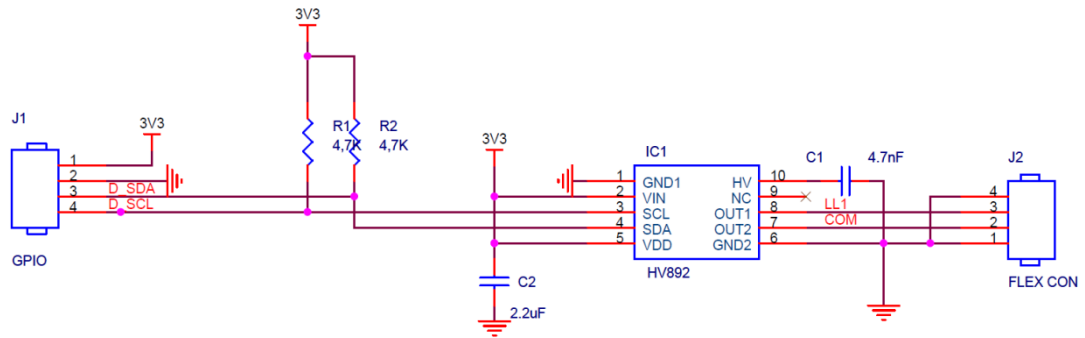 3V3
J1
3V3
1
2
3
4
D_SDA
D_SCL
GPIO
R1
4,7K
R2
4,7K
3V3
C2
2.2uF
IC1
1 GND1 HV 10
2 VIN NC 9
3 SCL OUT1 8
4 SDA OUT2 7
5 VDD GND2 6
HV892
C1 4.7nF
LL1
COM
J2
4
3
2
1
FLEX CON